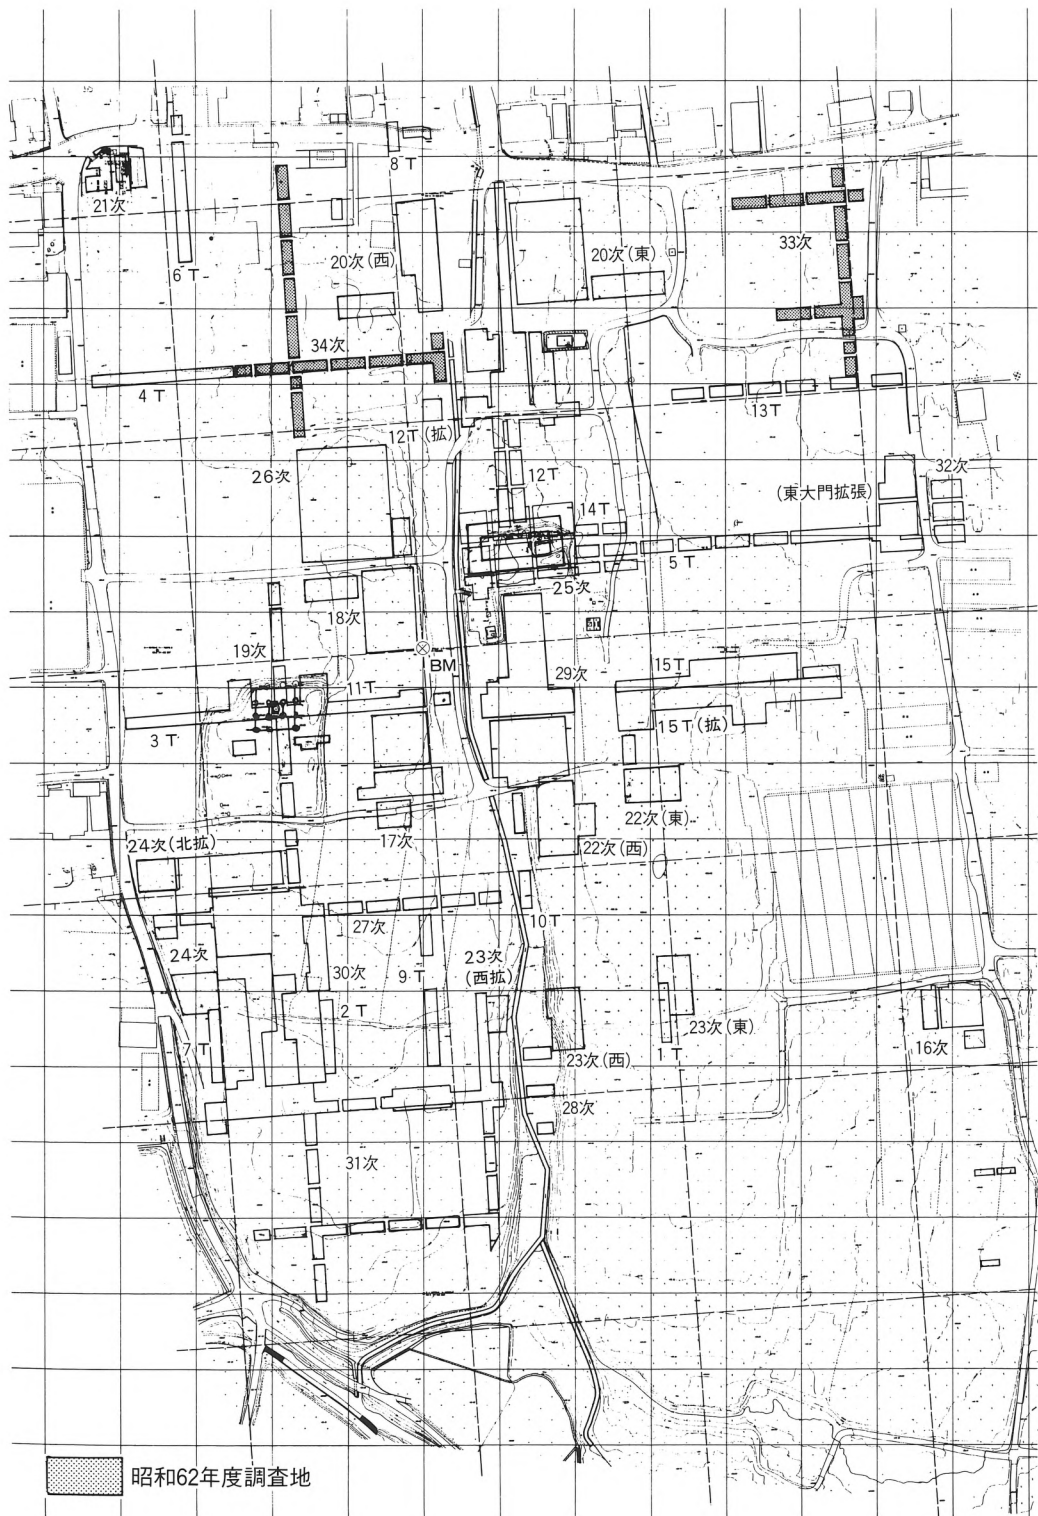 8T
21次
33次
6T
20次(西)
20次(東)
34次
4T
13T
12T(拡)
26次
12T
32次
(東大門拡張)
14T
5T
25次
18次
19次
BM
15T
29次
11T
3T
15T(拡)
22次(東)
17次
24次(北拡)
22次(西)
27次
10T
24次
23次
(西拡)
30次
9T
2T
23次(東)
7T
1T
16次
23次(西)
28次
31次
昭和62年度調査地